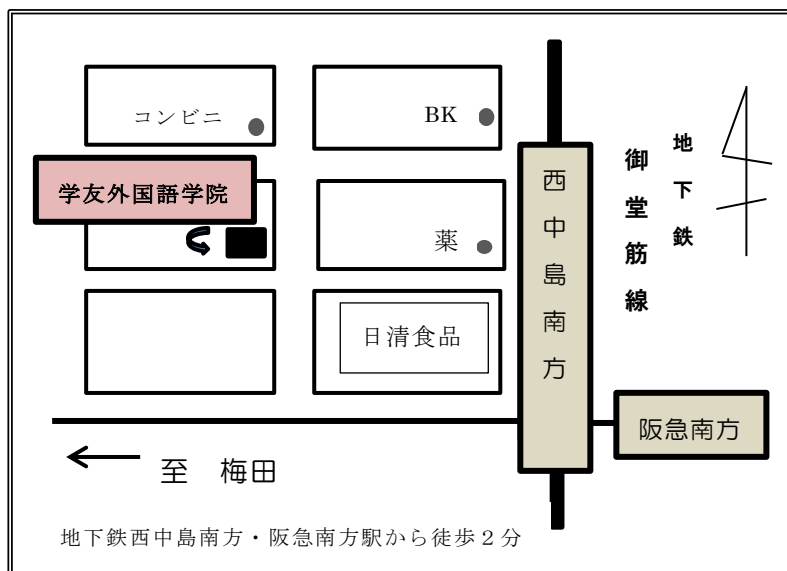 コンビニ
BK
学友外国語学院
薬
日清食品
西中島南方
地下鉄
御堂筋線
阪急南方
至 梅田
地下鉄西中島南方・阪急南方駅から徒歩２分